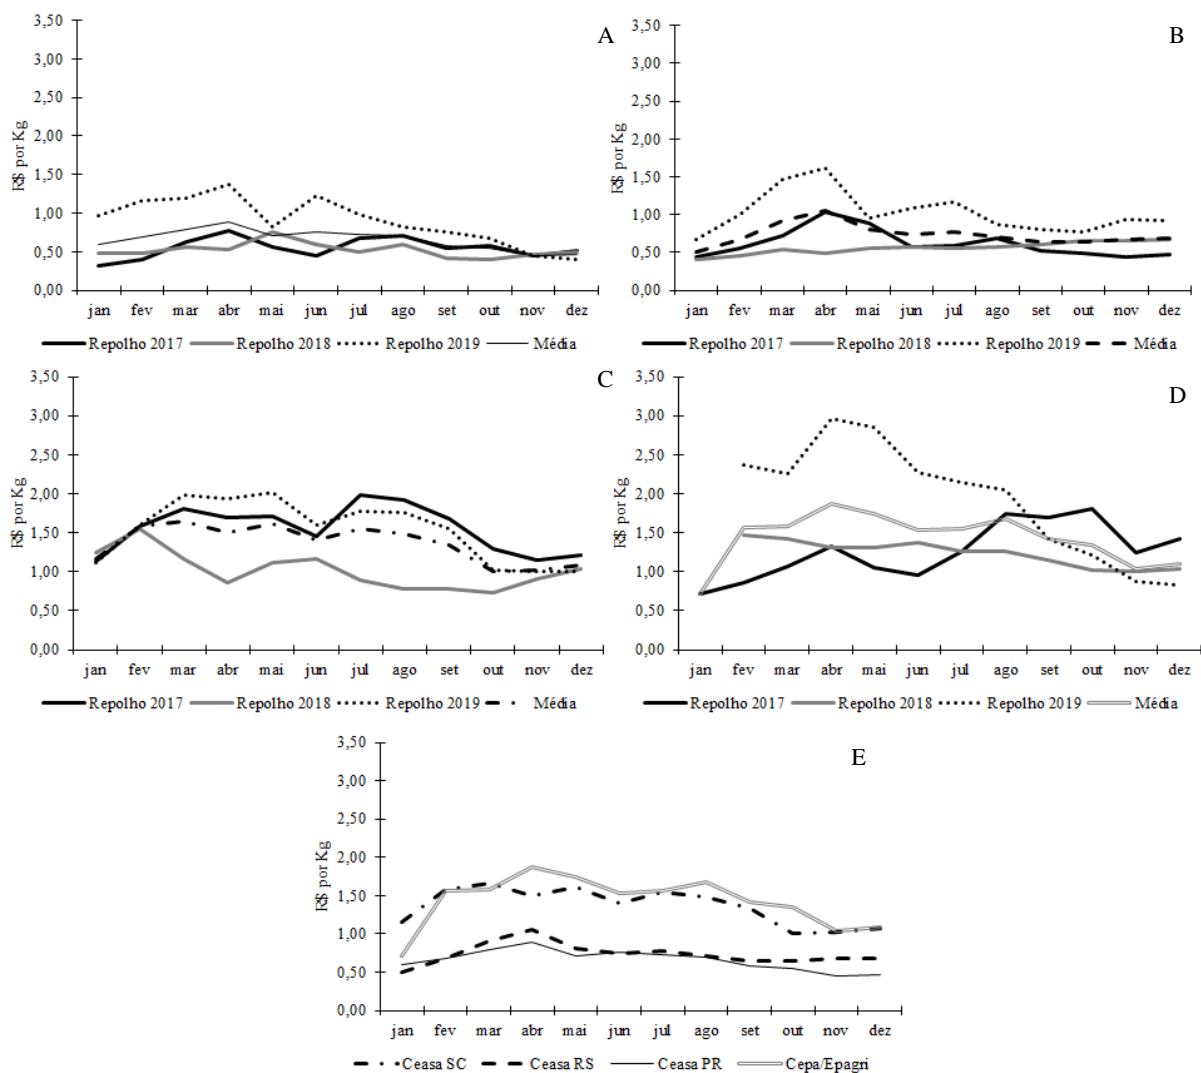 A
R$ por Kg
3,50
3,00
2,50
2,00
1,50
1,00
0,50
0,00
jan fev mar abr mai jun jul ago set out nov dez
Repolho 2017 Repolho 2018 Repolho 2019 Média
B
R$ por Kg
3,50
3,00
2,50
2,00
1,50
1,00
0,50
0,00
jan fev mar abr mai jun jul ago set out nov dez
Repolho 2017 Repolho 2018 Repolho 2019 Média
C
R$ por Kg
3,50
3,00
2,50
2,00
1,50
1,00
0,50
0,00
jan fev mar abr mai jun jul ago set out nov dez
Repolho 2017 Repolho 2018 Repolho 2019 Média
D
R$ por Kg
3,50
3,00
2,50
2,00
1,50
1,00
0,50
0,00
jan fev mar abr mai jun jul ago set out nov dez
Repolho 2017 Repolho 2018 Repolho 2019 Média
E
R$ por Kg
3,50
3,00
2,50
2,00
1,50
1,00
0,50
0,00
jan fev mar abr mai jun jul ago set out nov dez
Ceasa SC Ceasa RS Ceasa PR Cepa/Epagri